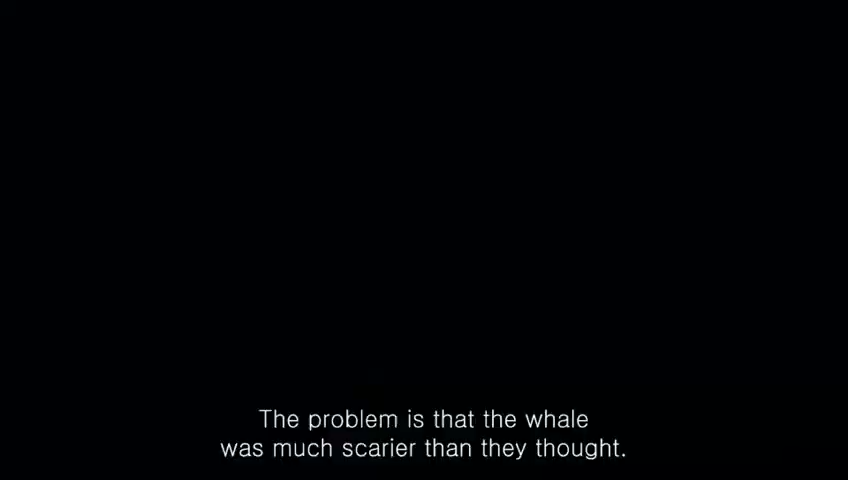 The problem is that the whale
was much scarier than they thought.